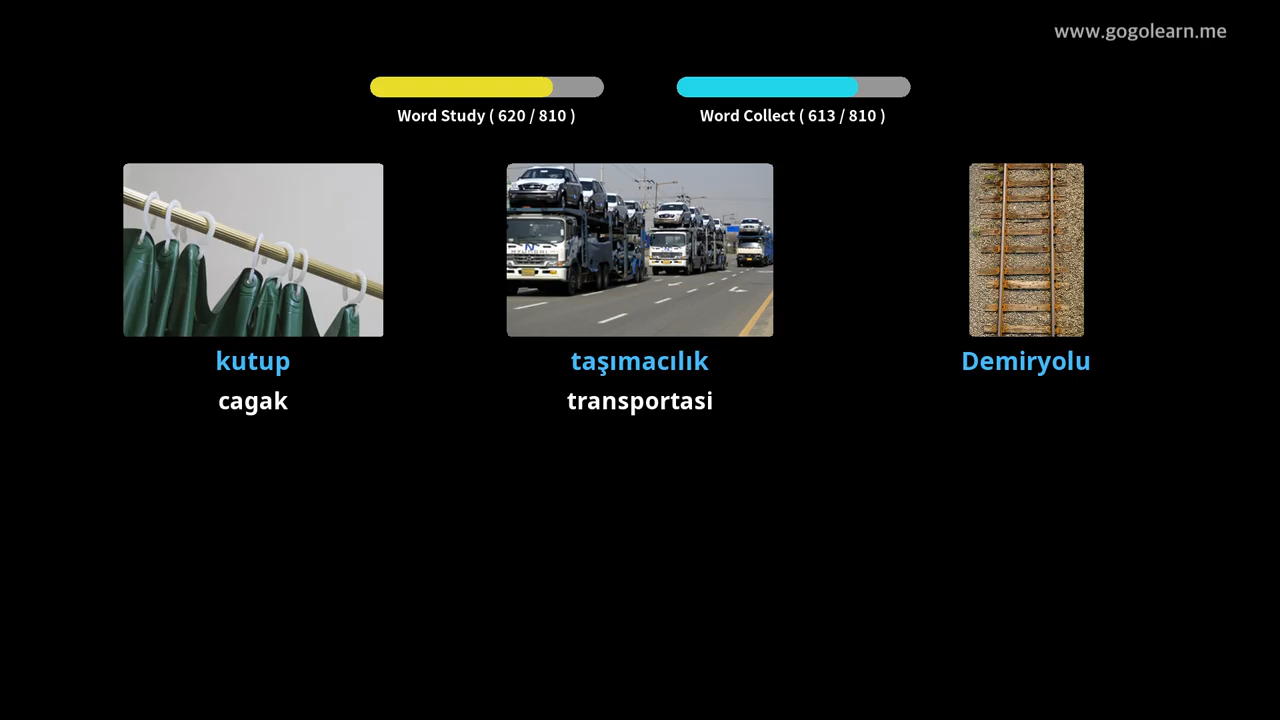 www.gogolearn.me
Word Study ( 620 / 810 )
Word Collect ( 613 / 810 )
kutup
cagak
taşımacılık
transportasi
Demiryolu